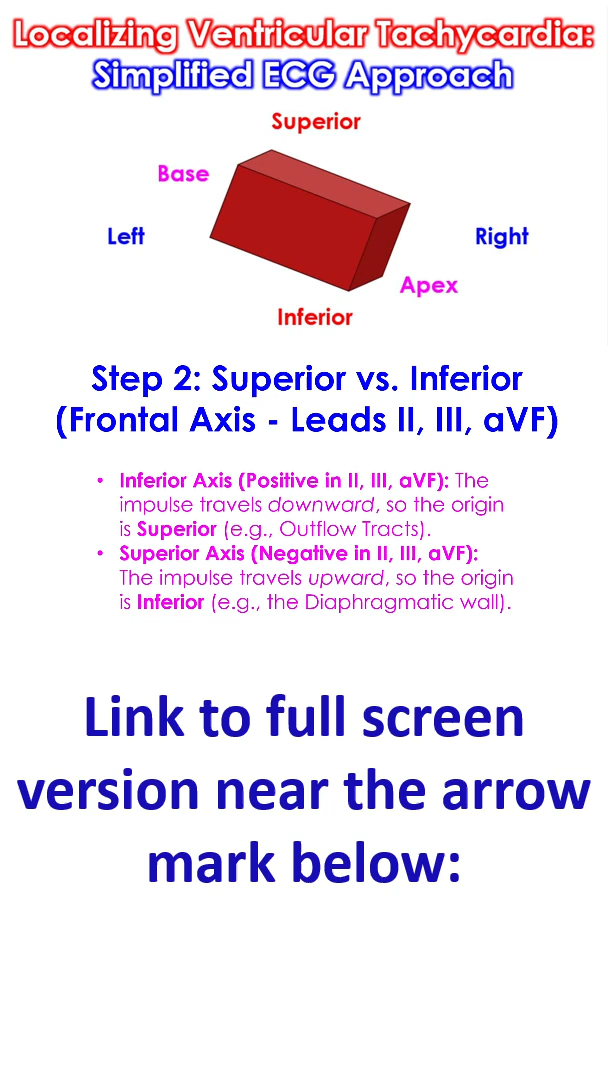 Localizing Ventricular Tachycardia:
Simplified ECG Approach
Superior
Base
Left
Right
Apex
Inferior
Step 2: Superior vs. Inferior
(Frontal Axis - Leads II, III, aVF)
• Inferior Axis (Positive in II, III, aVF): The
impulse travels downward, so the origin
is Superior (e.g., Outflow Tracts).
• Superior Axis (Negative in II, III, aVF):
The impulse travels upward, so the origin
is Inferior (e.g., the Diaphragmatic wall).
Link to full screen
version near the arrow
mark below: